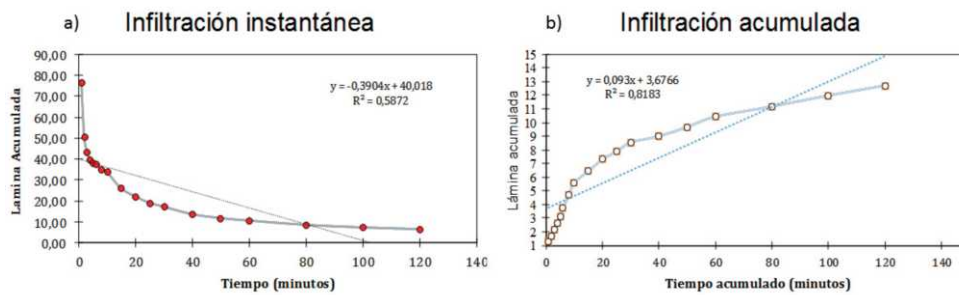 a) Infiltración instantánea
Lamina Acumulada
90,00
80,00
70,00
60,00
50,00
40,00
30,00
20,00
10,00
0,00
y = -0,3904x + 40,018
R² = 0,5872
0 20 40 60 80 100 120 140
Tiempo (minutos)
b) Infiltración acumulada
Lámina acumulada
15
14
13
12
11
10
9
8
7
6
5
4
3
2
1
y = 0,093x + 3,6766
R² = 0,8183
0 20 40 60 80 100 120 140
Tiempo acumulado (minutos)